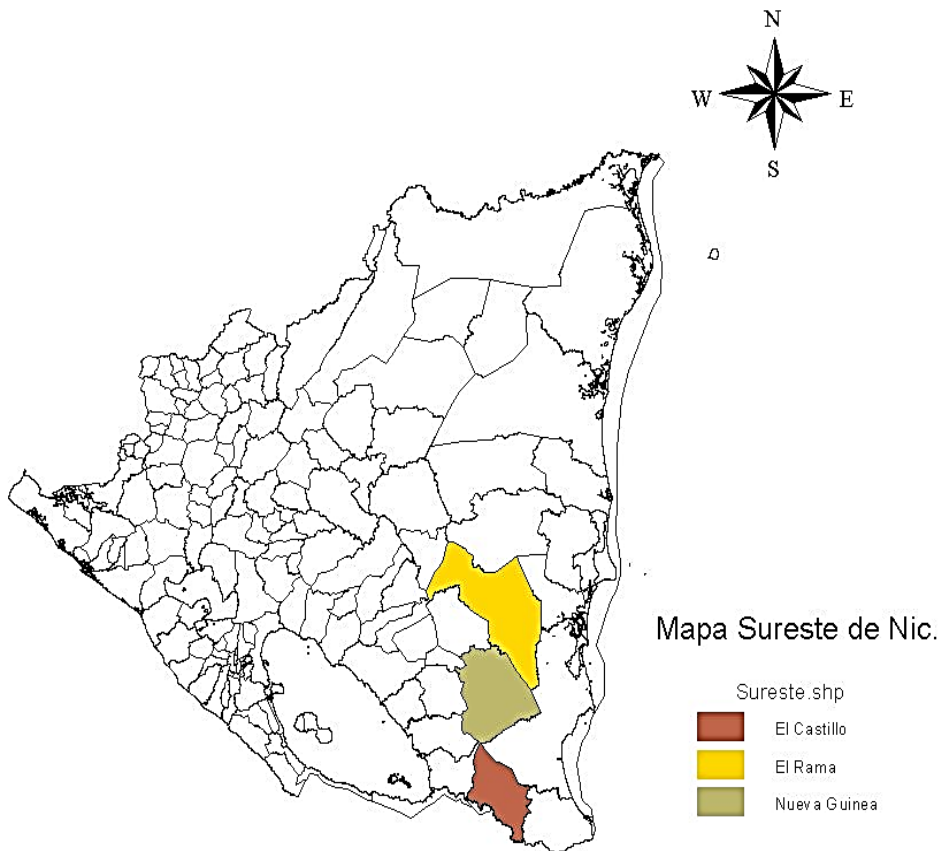 N
W E
S
Mapa Sureste de Nic.
Sureste.shp
El Castillo
El Rama
Nueva Guinea